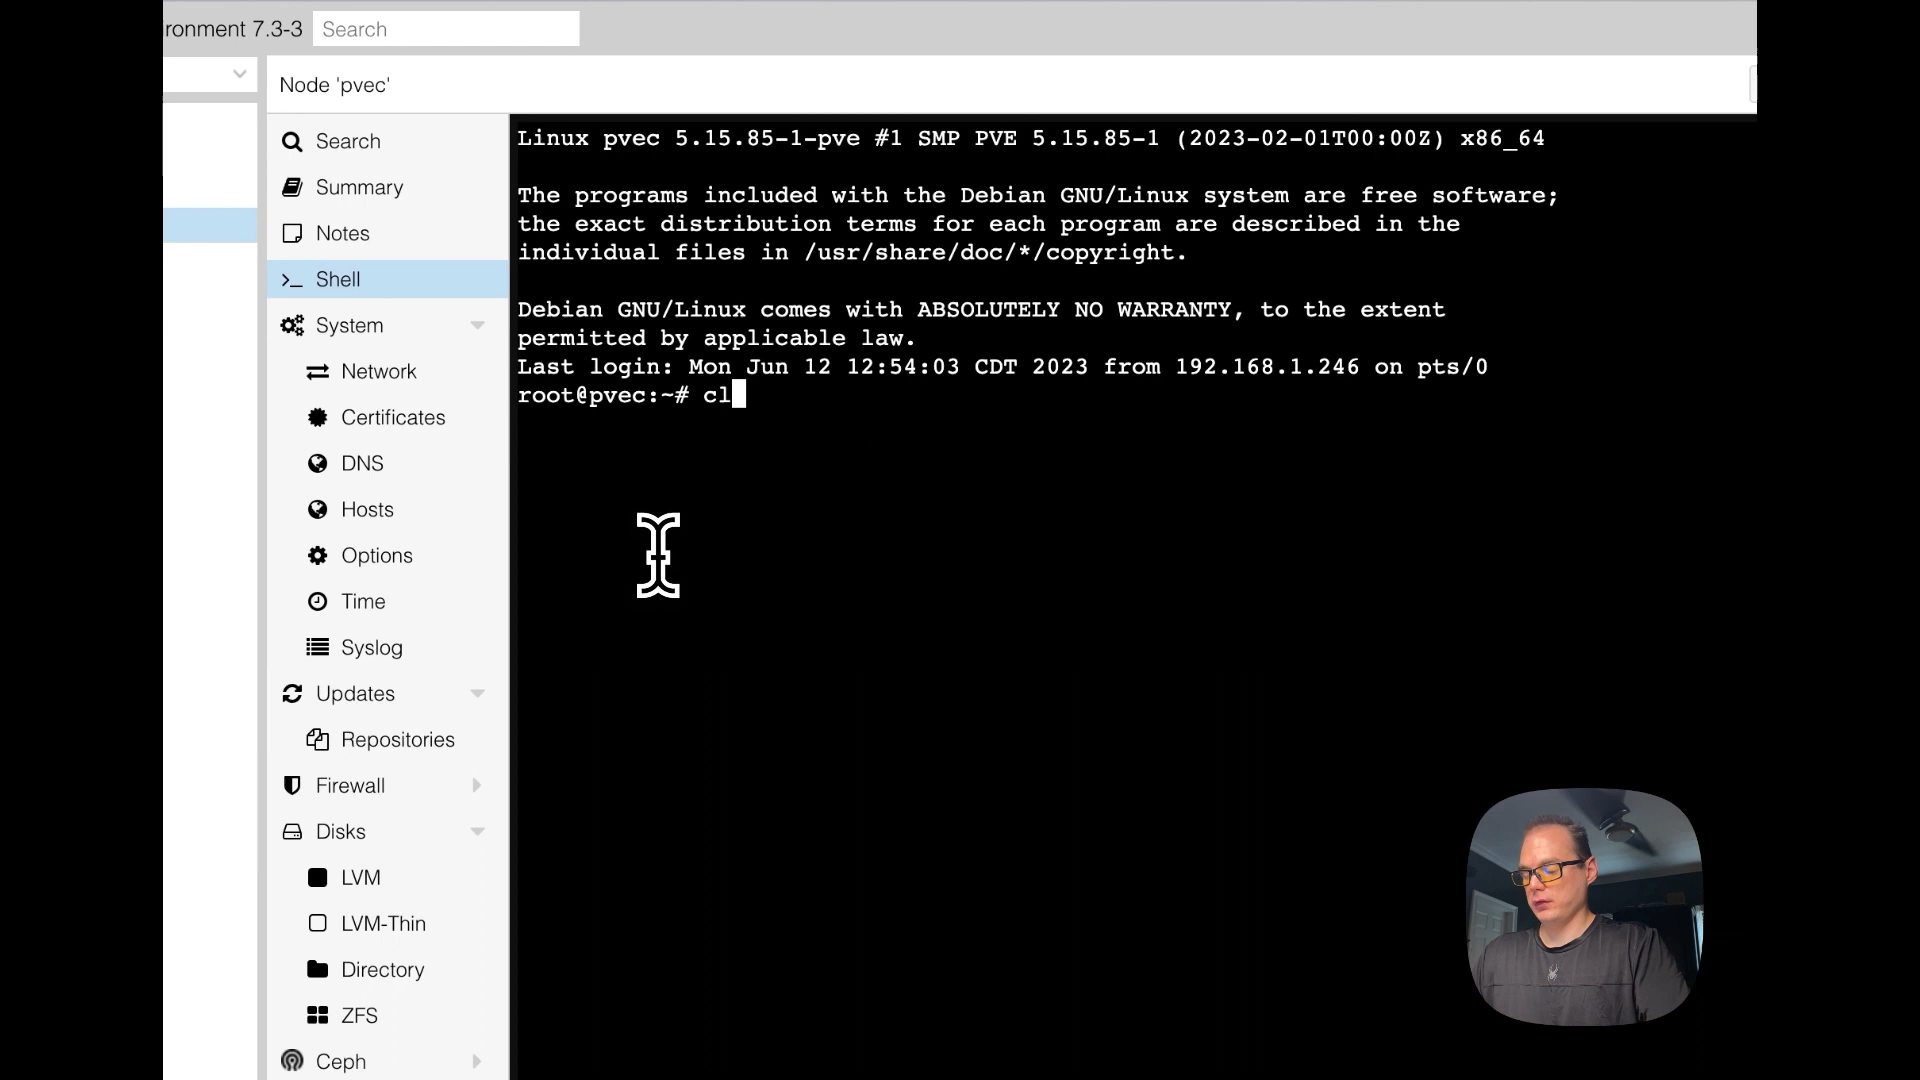 ronment 7.3-3
Search
Node 'pvec'
Search
Summary
Notes
Shell
System
Network
Certificates
DNS
Hosts
Options
Time
Syslog
Updates
Repositories
Firewall
Disks
LVM
LVM-Thin
Directory
ZFS
Ceph
Linux pvec 5.15.85-1-pve #1 SMP PVE 5.15.85-1 (2023-02-01T00:00Z) x86_64
The programs included with the Debian GNU/Linux system are free software;
the exact distribution terms for each program are described in the
individual files in /usr/share/doc/*/copyright.
Debian GNU/Linux comes with ABSOLUTELY NO WARRANTY, to the extent
permitted by applicable law.
Last login: Mon Jun 12 12:54:03 CDT 2023 from 192.168.1.246 on pts/0
root@pvec:~# cl